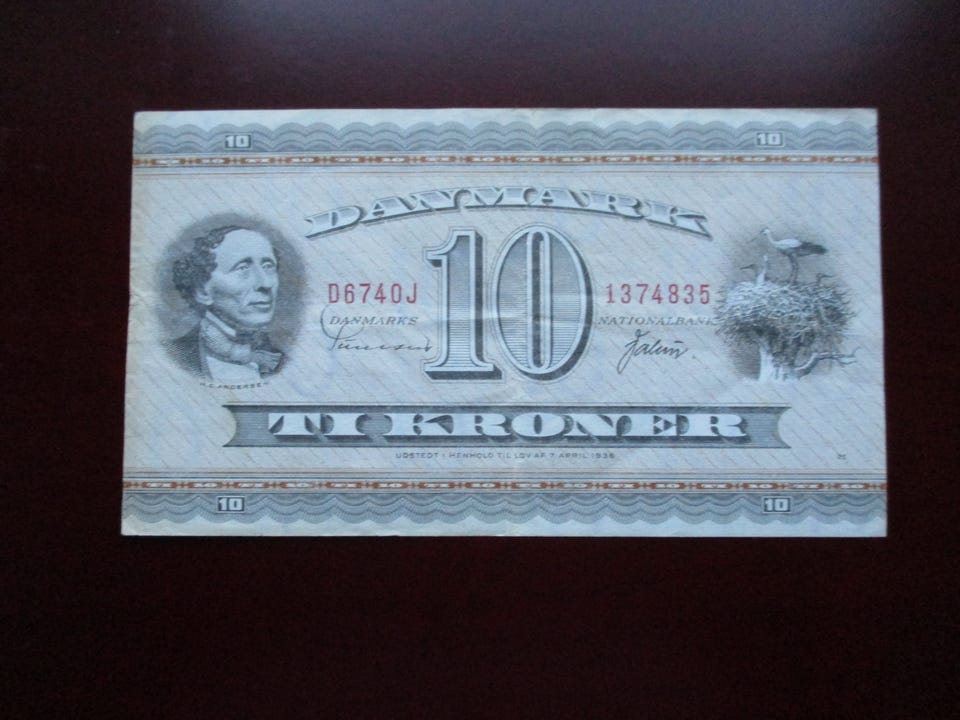 10 10
DANMARK
10
D6740J 1374835
DANMARKS NATIONALBANK
H.C. ANDERSEN
TI KRONER
UDSTEDT I HENHOLD TIL LOV AF 7 APRIL 1936
10 10